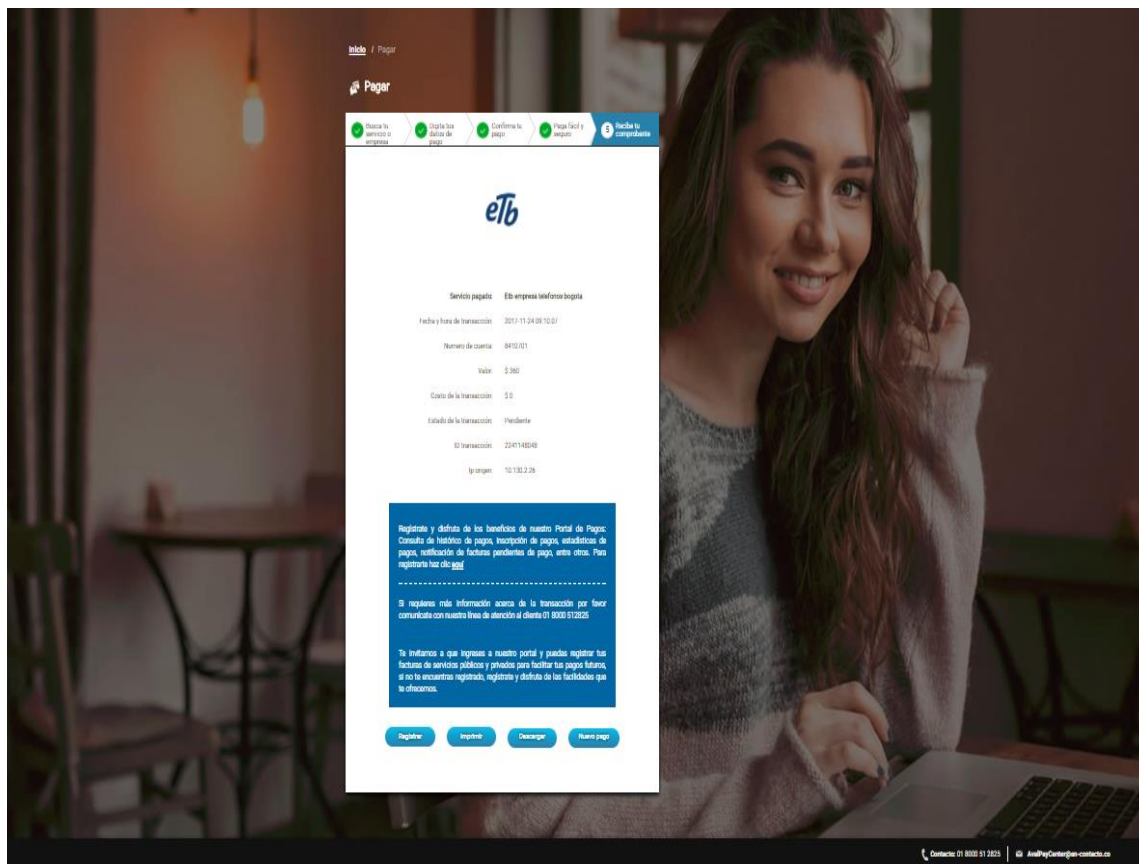 Inicio / Pagar
Pagar
Busca tu
servicio o
empresa
Digita tus
datos de
pago
Confirma tu
pago
Paga fácil y
seguro
5 Recibe tu
comprobante
eTb
Servicio pagado: Etb empresa telefonos bogota
Fecha y hora de transacción: 2017-11-24 09:10:07
Numero de cuenta: 8419701
Valor: $ 360
Costo de la transacción: $ 0
Estado de la transacción: Pendiente
ID transacción: 2241148048
Ip origen: 10.130.2.26
Registrate y disfruta de los beneficios de nuestro Portal de Pagos:
Consulta de histórico de pagos, inscripción de pagos, estadísticas de
pagos, notificación de facturas pendientes de pago, entre otros. Para
registrarte haz clic aquí
Si requieres más información acerca de la transacción por favor
comunícate con nuestra línea de atención al cliente 01 8000 512825
Te invitamos a que ingreses a nuestro portal y puedas registrar tus
facturas de servicios públicos y privados para facilitar tus pagos futuros,
si no te encuentras registrado, regístrate y disfruta de las facilidades que
te ofrecemos.
Registrar Imprimir Descargar Nuevo pago
Contacto: 01 8000 51 2825 | AvalPayCenter@en-contacto.co